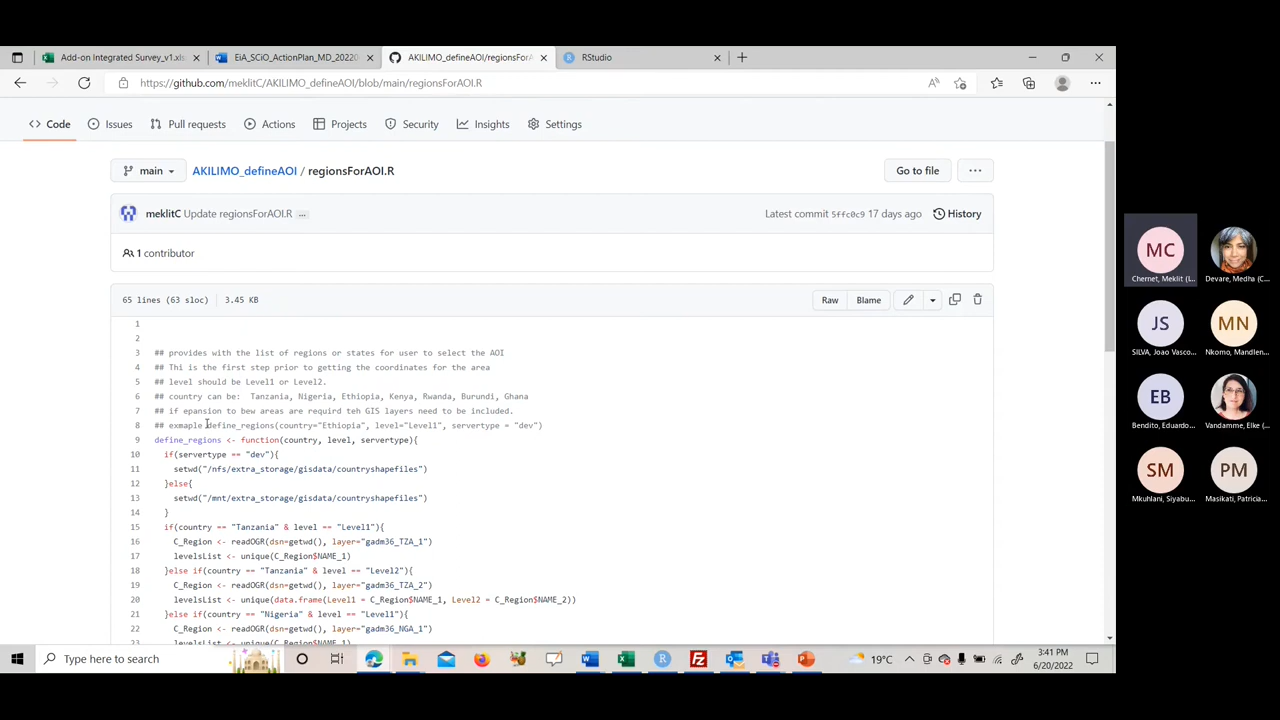 Add-on Integrated Survey_v1.xls
EiA_SCiO_ActionPlan_MD_20220
AKILIMO_defineAOI/regionsForAO
RStudio
https://github.com/meklitC/AKILIMO_defineAOI/blob/main/regionsForAOI.R
Code
Issues
Pull requests
Actions
Projects
Security
Insights
Settings
main
AKILIMO_defineAOI / regionsForAOI.R
Go to file
meklitC Update regionsForAOI.R ...
Latest commit 5ffc0c9 17 days ago
History
1 contributor
65 lines (63 sloc) 3.45 KB
Raw
Blame
1
2
3 ## provides with the list of regions or states for user to select the AOI
4 ## Thi is the first step prior to getting the coordinates for the area
5 ## level should be Level1 or Level2.
6 ## country can be: Tanzania, Nigeria, Ethiopia, Kenya, Rwanda, Burundi, Ghana
7 ## if epansion to bew areas are requird teh GIS layers need to be included.
8 ## exmaple define_regions(country="Ethiopia", level="Level1", servertype = "dev")
9 define_regions <- function(country, level, servertype){
10 if(servertype == "dev"){
11 setwd("/nfs/extra_storage/gisdata/countryshapefiles")
12 }else{
13 setwd("/mnt/extra_storage/gisdata/countryshapefiles")
14 }
15 if(country == "Tanzania" & level == "Level1"){
16 C_Region <- readOGR(dsn=getwd(), layer="gadm36_TZA_1")
17 levelsList <- unique(C_Region$NAME_1)
18 }else if(country == "Tanzania" & level == "Level2"){
19 C_Region <- readOGR(dsn=getwd(), layer="gadm36_TZA_2")
20 levelsList <- unique(data.frame(Level1 = C_Region$NAME_1, Level2 = C_Region$NAME_2))
21 }else if(country == "Nigeria" & level == "Level1"){
22 C_Region <- readOGR(dsn=getwd(), layer="gadm36_NGA_1")
23 levelsList <- unique(C_Region$NAME_1)
MC
Chernet, Meklit (I...
Devare, Medha (C...
JS
SILVA, Joao Vasco...
MN
Nkomo, Mandlen...
EB
Bendito, Eduardo...
Vandamme, Elke (...
SM
Mkuhlani, Siyabu...
PM
Masikati, Patricia...
Type here to search
19°C
3:41 PM
6/20/2022